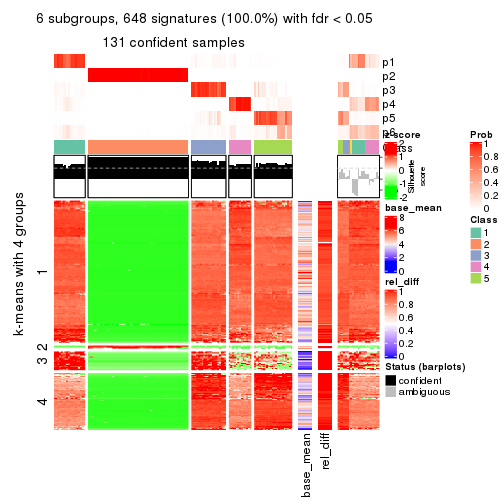 6 subgroups, 648 signatures (100.0%) with fdr < 0.05
131 confident samples
p1
p2
p3
p4
p5
p6
Class
z-score
2
1
0
-1
-2
Silhouette
score
Prob
1
0.8
0.6
0.4
0.2
0
base_mean
8
6
4
2
0
Class
1
2
3
4
5
rel_diff
1
0.8
0.6
0.4
0.2
0
Status (barplots)
confident
ambiguous
k-means with 4 groups
1
2
3
4
base_mean
rel_diff